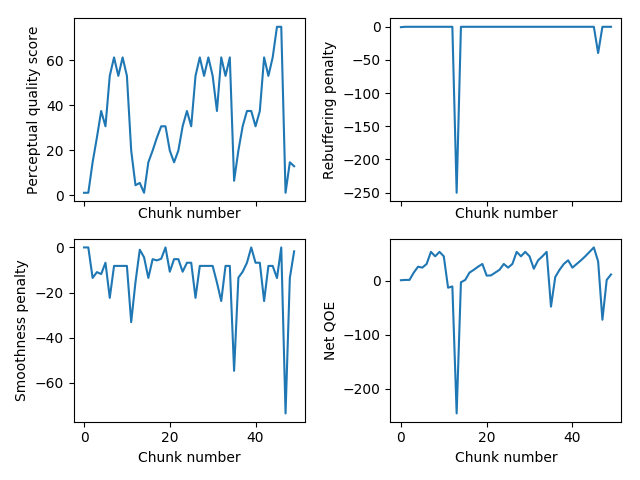 Perceptual quality score
60
40
20
0
Chunk number
Rebuffering penalty
0
−50
−100
−150
−200
−250
Chunk number
Smoothness penalty
0
−20
−40
−60
0 20 40
Chunk number
Net QOE
0
−100
−200
0 20 40
Chunk number